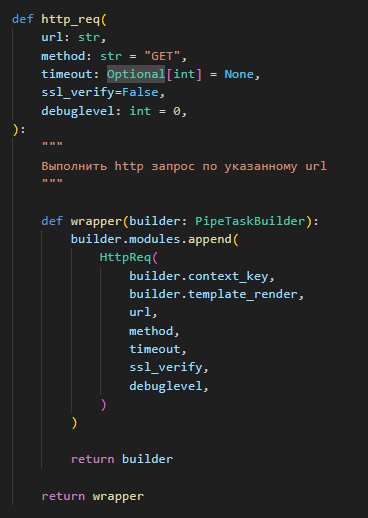 def http_req(
    url: str,
    method: str = "GET",
    timeout: Optional[int] = None,
    ssl_verify=False,
    debuglevel: int = 0,
):
    """
    Выполнить http запрос по указанному url
    """

    def wrapper(builder: PipeTaskBuilder):
        builder.modules.append(
            HttpReq(
                builder.context_key,
                builder.template_render,
                url,
                method,
                timeout,
                ssl_verify,
                debuglevel,
            )
        )

        return builder

    return wrapper